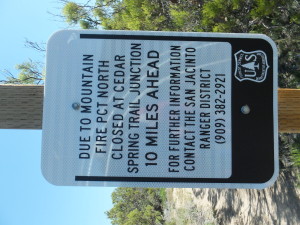 DUE TO MOUNTAIN
FIRE PCT NORTH
CLOSED AT CEDAR
SPRING TRAIL JUNCTION
10 MILES AHEAD
FOR FURTHER INFORMATION
CONTACT THE SAN JACINTO
RANGER DISTRICT
(909) 382-2921
U S